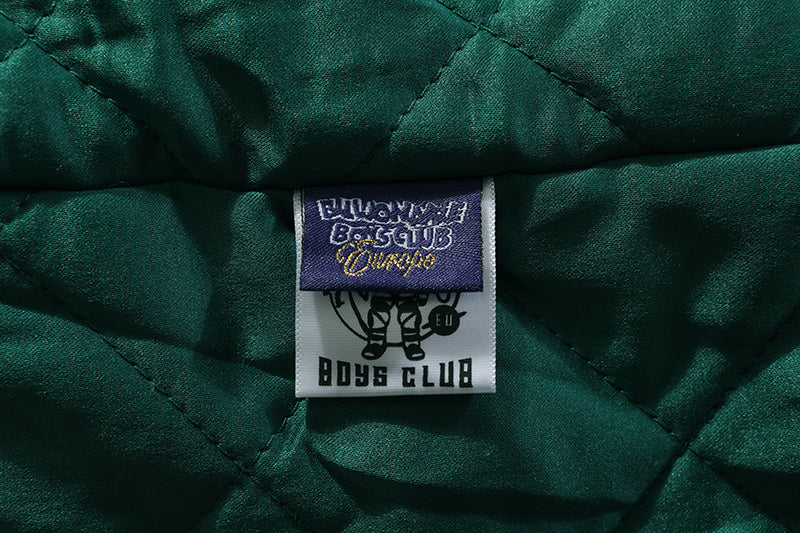 BILLIONAIRE
BOYS CLUB
Europe
EU
BOYS CLUB